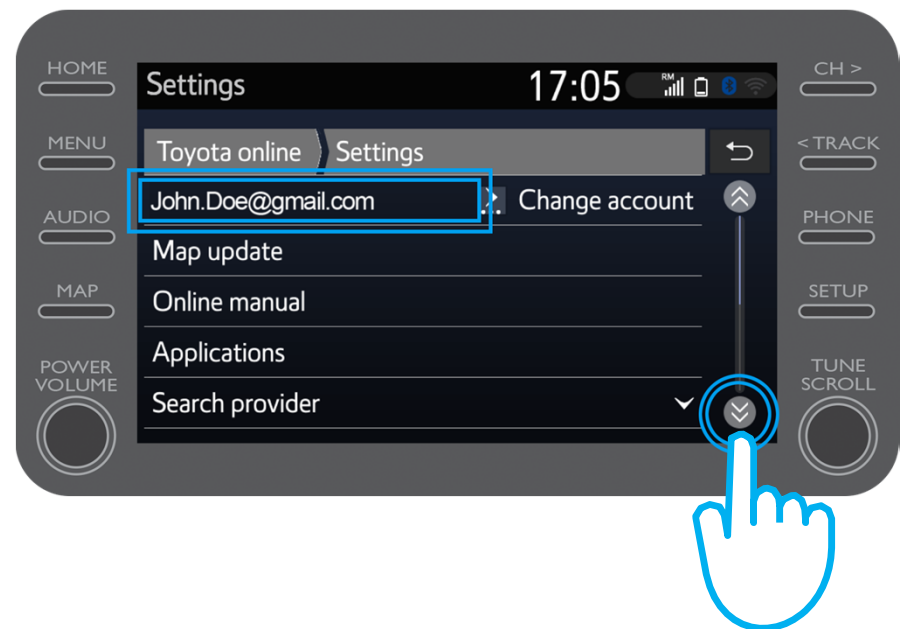 HOME
CH >
Settings
17:05
RM
MENU
< TRACK
Toyota online
Settings
John.Doe@gmail.com
Change account
AUDIO
PHONE
Map update
MAP
SETUP
Online manual
Applications
POWER
VOLUME
TUNE
SCROLL
Search provider